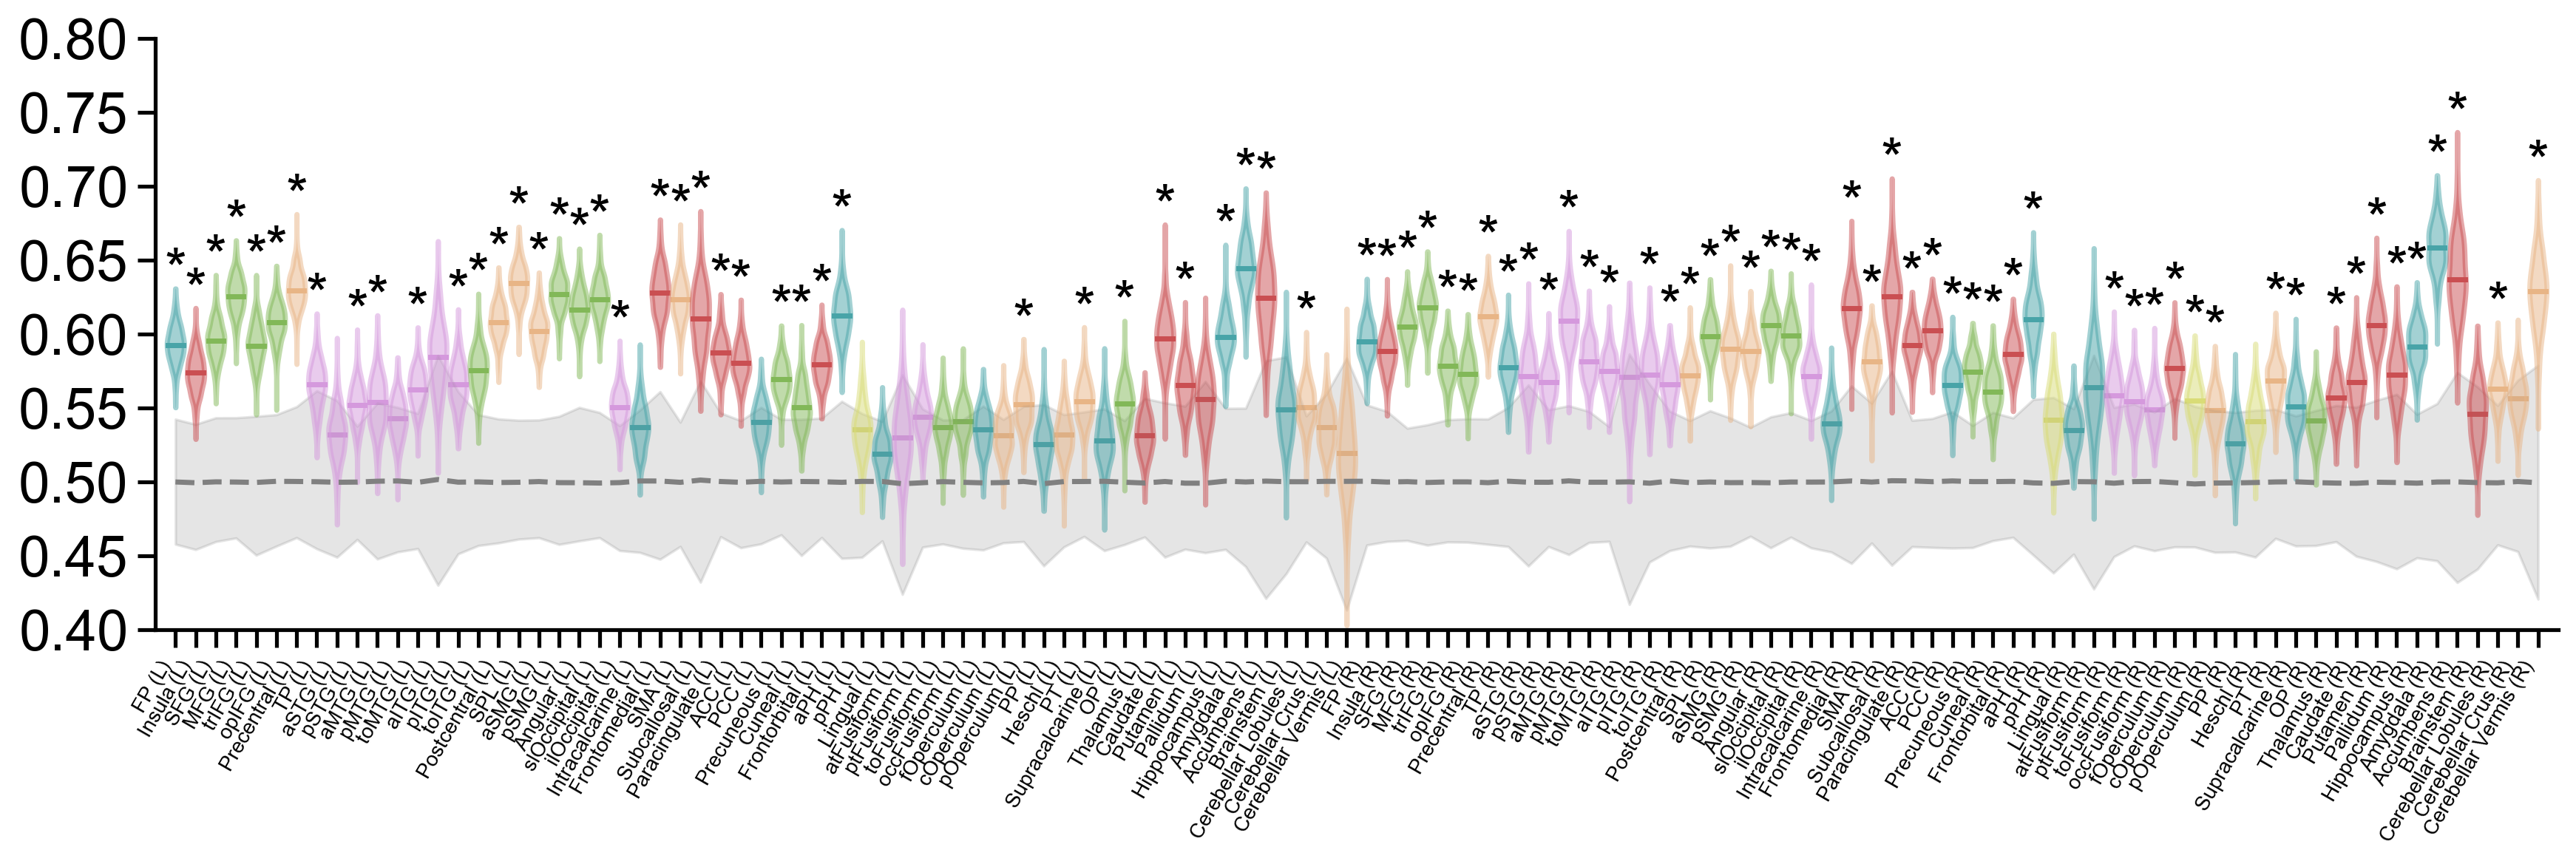 0.80
0.75
0.70
0.65
0.60
0.55
0.50
0.45
0.40
FP (L)
Insula (L)
SFG (L)
MFG (L)
trIFG (L)
opIFG (L)
Precentral (L)
TP (L)
aSTG (L)
pSTG (L)
aMTG (L)
pMTG (L)
toMTG (L)
aITG (L)
pITG (L)
toITG (L)
Postcentral (L)
SPL (L)
aSMG (L)
pSMG (L)
Angular (L)
slOccipital (L)
ilOccipital (L)
Intracalcarine (L)
Frontomedial (L)
SMA (L)
Subcallosal (L)
Paracingulate (L)
ACC (L)
PCC (L)
Precuneous (L)
Cuneal (L)
Frontorbital (L)
aPH (L)
pPH (L)
Lingual (L)
atFusiform (L)
ptFusiform (L)
toFusiform (L)
occFusiform (L)
fOperculum (L)
cOperculum (L)
pOperculum (L)
PP (L)
Heschl (L)
PT (L)
Supracalcarine (L)
OP (L)
Thalamus (L)
Caudate (L)
Putamen (L)
Pallidum (L)
Hippocampus (L)
Amygdala (L)
Accumbens (L)
Brainstem (L)
Cerebellar Lobules (L)
Cerebellar Crus (L)
Cerebellar Vermis (L)
FP (R)
Insula (R)
SFG (R)
MFG (R)
trIFG (R)
opIFG (R)
Precentral (R)
TP (R)
aSTG (R)
pSTG (R)
aMTG (R)
pMTG (R)
toMTG (R)
aITG (R)
pITG (R)
toITG (R)
Postcentral (R)
SPL (R)
aSMG (R)
pSMG (R)
Angular (R)
slOccipital (R)
ilOccipital (R)
Intracalcarine (R)
Frontomedial (R)
SMA (R)
Subcallosal (R)
Paracingulate (R)
ACC (R)
PCC (R)
Precuneous (R)
Cuneal (R)
Frontorbital (R)
aPH (R)
pPH (R)
Lingual (R)
atFusiform (R)
ptFusiform (R)
toFusiform (R)
occFusiform (R)
fOperculum (R)
cOperculum (R)
pOperculum (R)
PP (R)
Heschl (R)
PT (R)
Supracalcarine (R)
OP (R)
Thalamus (R)
Caudate (R)
Putamen (R)
Pallidum (R)
Hippocampus (R)
Amygdala (R)
Accumbens (R)
Brainstem (R)
Cerebellar Lobules (R)
Cerebellar Crus (R)
Cerebellar Vermis (R)